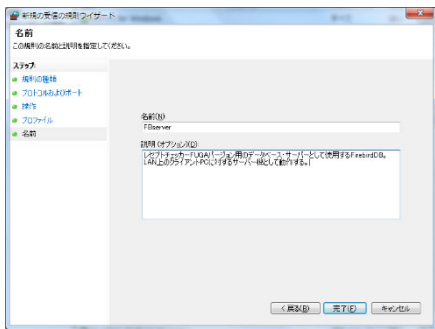 新規の受信の規則ウィザード
名前
この規則の名前と説明を指定してください。
ステップ:
規則の種類
プロトコルおよびポート
操作
プロファイル
名前
名前(N):
FBserver
説明 (オプション)(D):
レセプトチェッカーFUGAバージョン用のデータベース・サーバーとして使用するFirebirdDB。
LAN上のクライアントPCに対するサーバー機として動作する。
< 戻る(B)
完了(F)
キャンセル